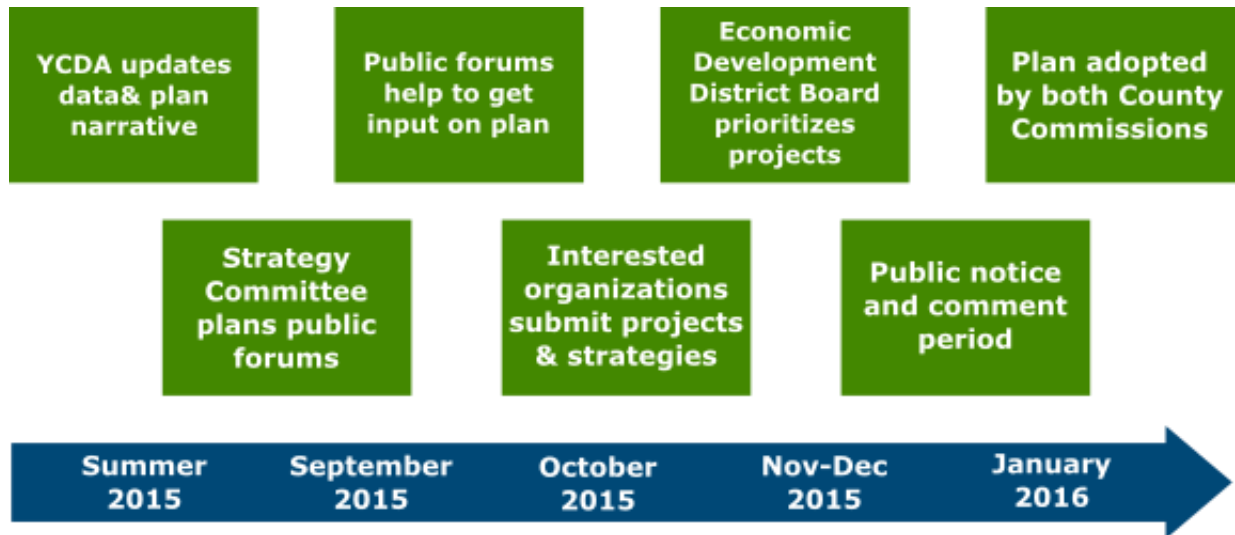 YCDA updates
data& plan
narrative
Public forums
help to get
input on plan
Economic
Development
District Board
prioritizes
projects
Plan adopted
by both County
Commissions
Strategy
Committee
plans public
forums
Interested
organizations
submit projects
& strategies
Public notice
and comment
period
Summer
2015
September
2015
October
2015
Nov-Dec
2015
January
2016